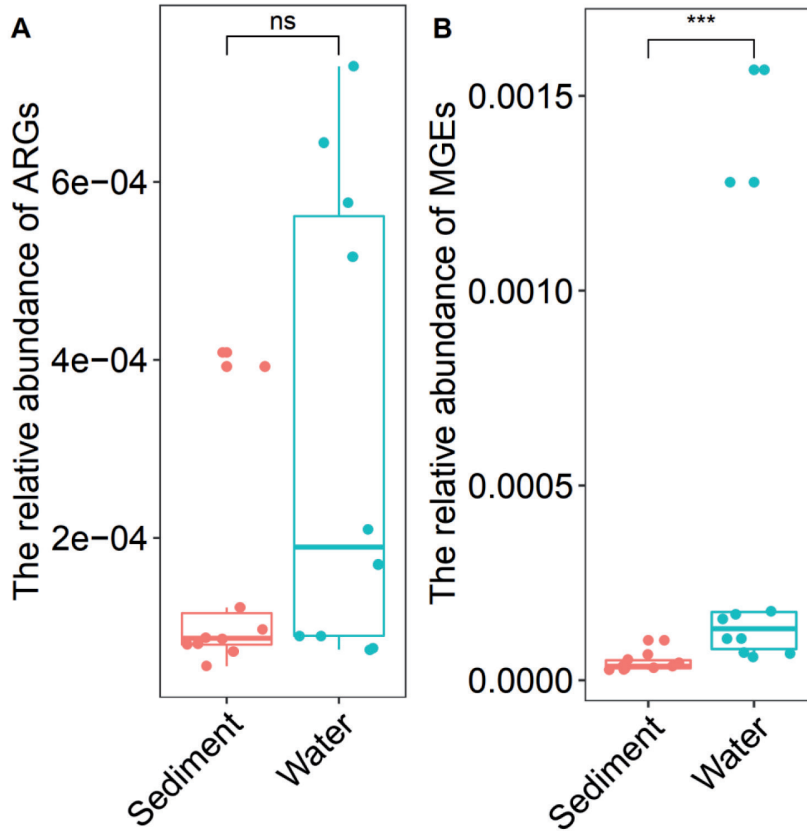 A
ns
The relative abundance of ARGs
6e−04
4e−04
2e−04
Sediment
Water
B
***
The relative abundance of MGEs
0.0015
0.0010
0.0005
0.0000
Sediment
Water